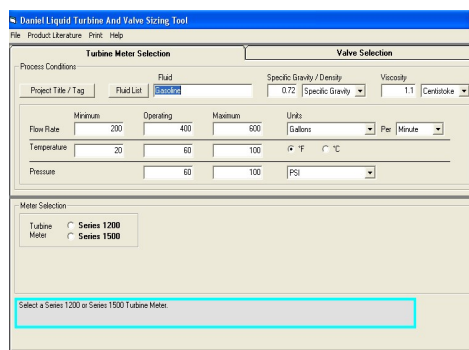 Daniel Liquid Turbine And Valve Sizing Tool
File Product Literature Print Help
Turbine Meter Selection Valve Selection
Process Conditions
Fluid Specific Gravity / Density Viscosity
Project Title / Tag Fluid List Gasoline 0.72 Specific Gravity 1.1 Centistoke
Minimum Operating Maximum Units
Flow Rate 200 400 600 Gallons Per Minute
Temperature 20 60 100 °F °C
Pressure 60 100 PSI
Meter Selection
Turbine Series 1200
Meter Series 1500
Select a Series 1200 or Series 1500 Turbine Meter.